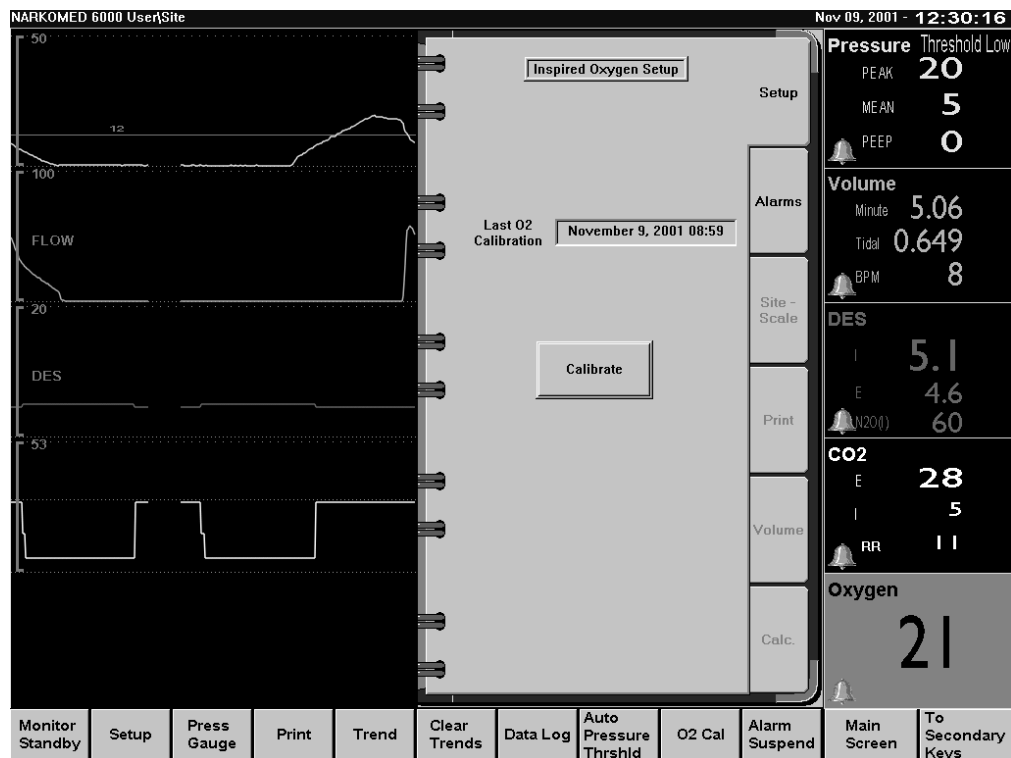 NARKOMED 6000 User\Site
Nov 09, 2001 - 12:30:16
50
12
100
FLOW
20
DES
53
Inspired Oxygen Setup
Last O2
Calibration
November 9, 2001 08:59
Calibrate
Setup
Alarms
Site -
Scale
Print
Volume
Calc.
Pressure Threshold Low
PEAK 20
MEAN 5
PEEP 0
Volume
Minute 5.06
Tidal 0.649
BPM 8
DES
I 5.1
E 4.6
N2O(I) 60
CO2
E 28
I 5
RR 11
Oxygen
21
Monitor
Standby
Setup
Press
Gauge
Print
Trend
Clear
Trends
Data Log
Auto
Pressure
Thrshld
O2 Cal
Alarm
Suspend
Main
Screen
To
Secondary
Keys